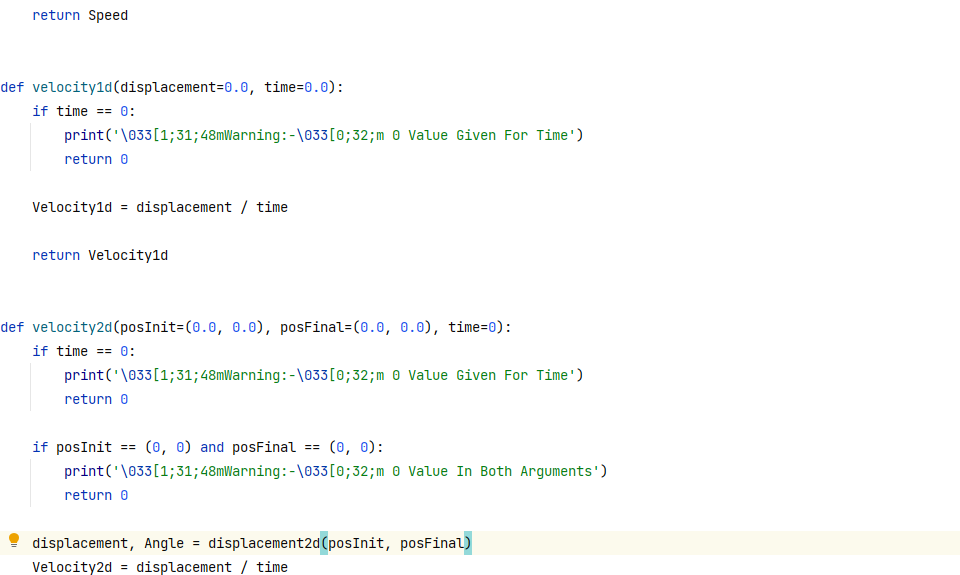 return Speed


def velocity1d(displacement=0.0, time=0.0):
    if time == 0:
        print('\033[1;31;48mWarning:-\033[0;32;m 0 Value Given For Time')
        return 0

    Velocity1d = displacement / time

    return Velocity1d


def velocity2d(posInit=(0.0, 0.0), posFinal=(0.0, 0.0), time=0):
    if time == 0:
        print('\033[1;31;48mWarning:-\033[0;32;m 0 Value Given For Time')
        return 0

    if posInit == (0, 0) and posFinal == (0, 0):
        print('\033[1;31;48mWarning:-\033[0;32;m 0 Value In Both Arguments')
        return 0

    displacement, Angle = displacement2d(posInit, posFinal)
    Velocity2d = displacement / time